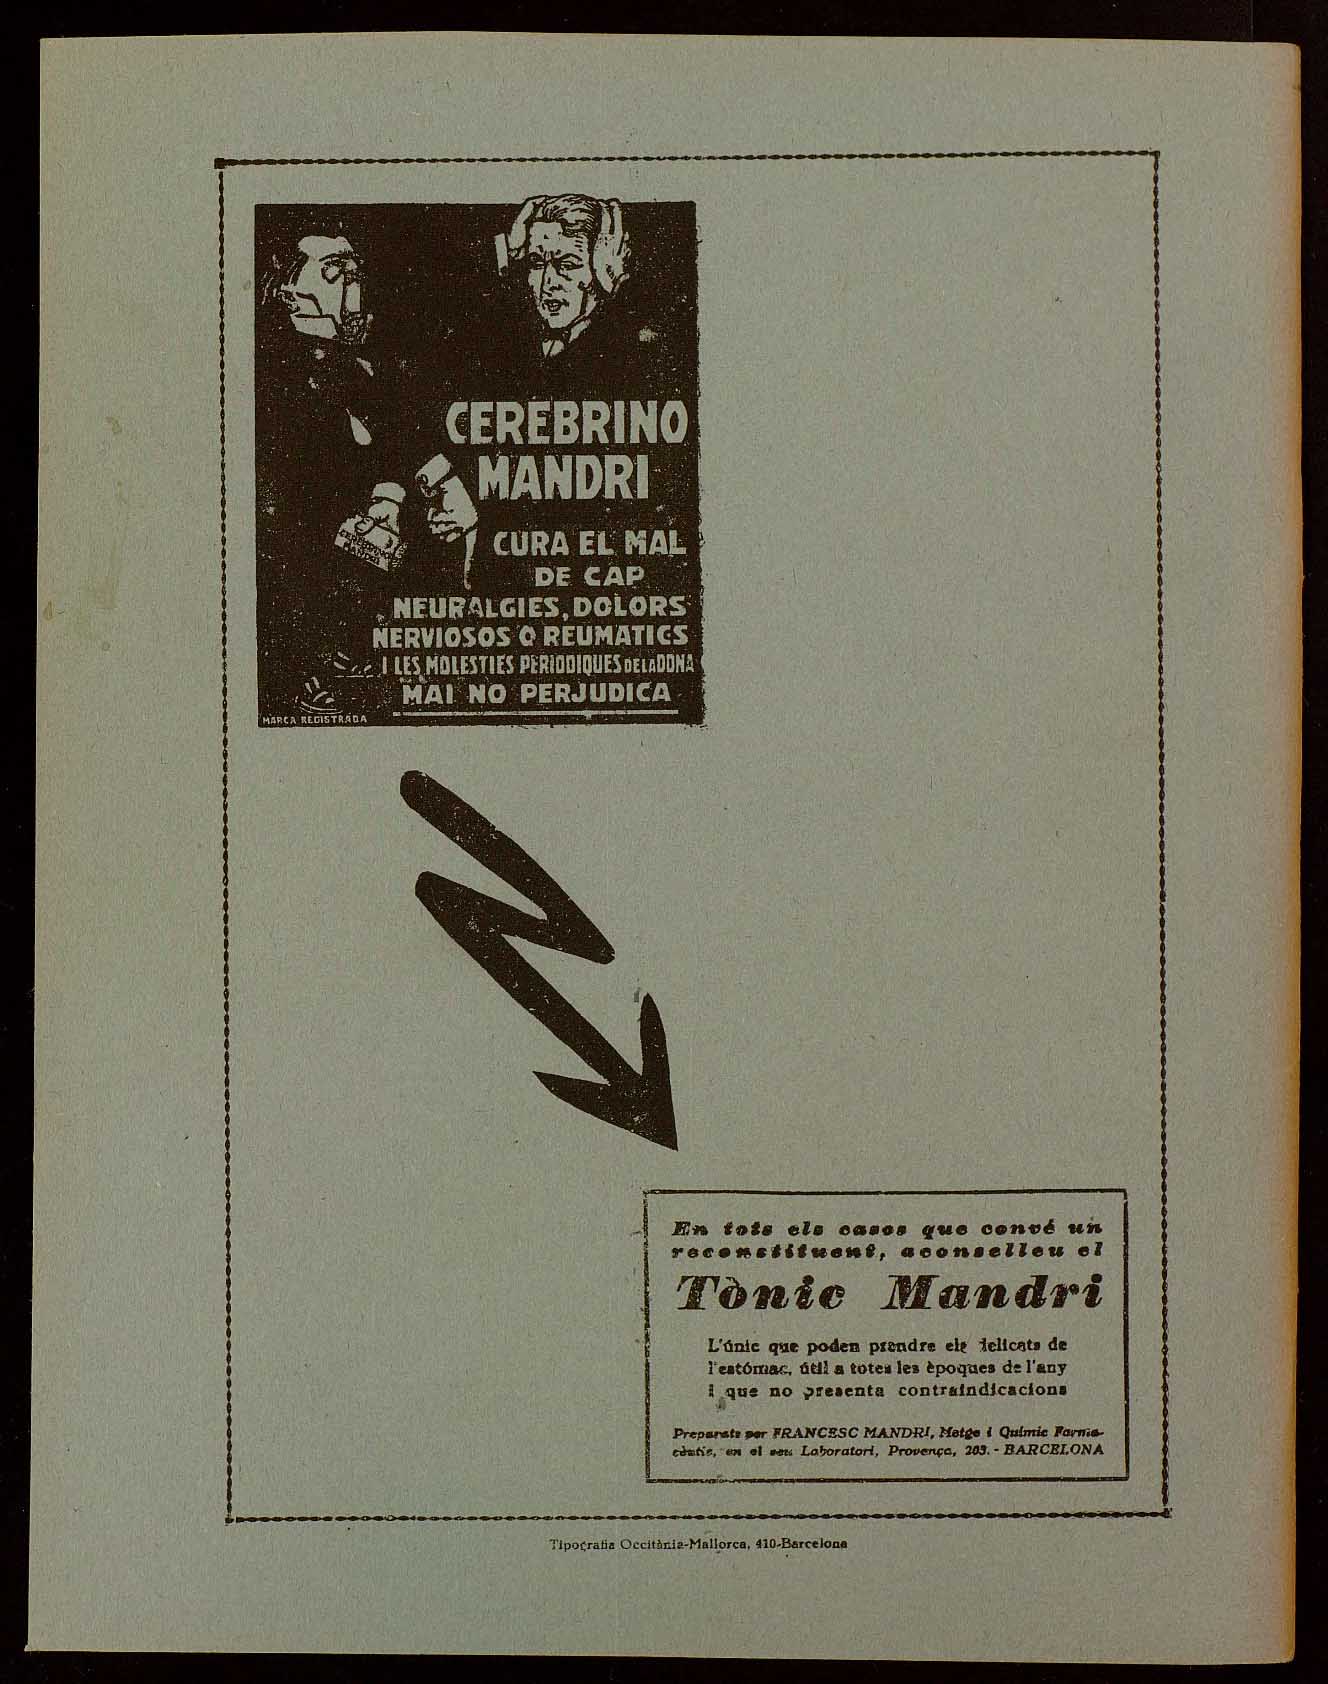 CEREBRINO
MANDRI
CURA EL MAL
DE CAP
NEURALGIES, DOLORS
NERVIOSOS O REUMATICS
I LES MOLESTIES PERIODIQUES DE LA DONA
MAI NO PERJUDICA
MARCA REGISTRADA
CEREBRINO
MANDRI
En tots els casos que convé un
reconstituent, aconselleu el
Tònic Mandri
L'únic que poden prendre els delicats de
l'estómac, útil a totes les èpoques de l'any
i que no presenta contraindicacions
Preparats per FRANCESC MANDRI, Metge i Químic Farma-
cèutic, en el seu Laboratori, Provença, 203. - BARCELONA
Tipografia Occitània-Mallorca, 410-Barcelona